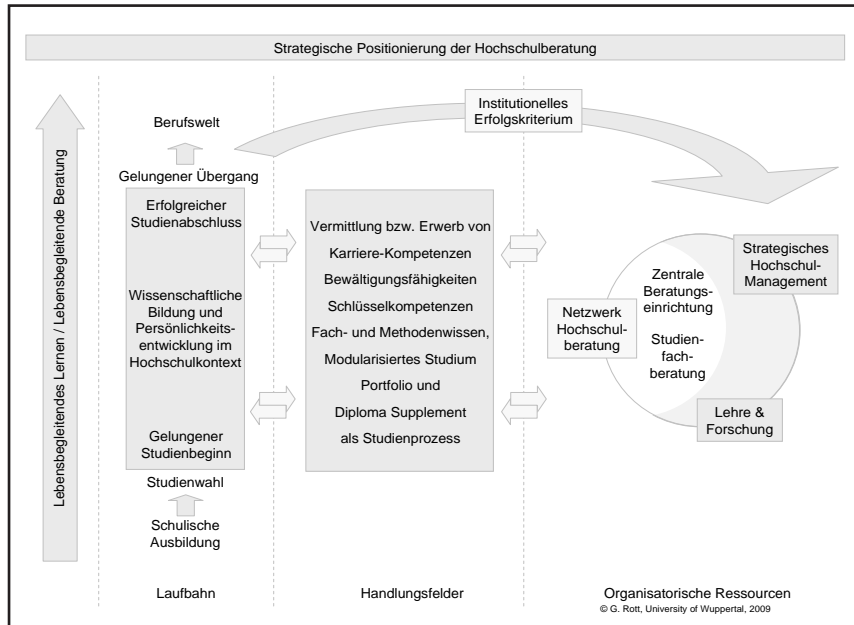 Strategische Positionierung der Hochschulberatung
Lebensbegleitendes Lernen / Lebensbegleitende Beratung
Berufswelt
Gelungener Übergang
Erfolgreicher
Studienabschluss
Wissenschaftliche
Bildung und
Persönlichkeits-
entwicklung im
Hochschulkontext
Gelungener
Studienbeginn
Studienwahl
Schulische
Ausbildung
Laufbahn
Institutionelles
Erfolgskriterium
Vermittlung bzw. Erwerb von
Karriere-Kompetenzen
Bewältigungsfähigkeiten
Schlüsselkompetenzen
Fach- und Methodenwissen,
Modularisiertes Studium
Portfolio und
Diploma Supplement
als Studienprozess
Handlungsfelder
Strategisches
Hochschul-
Management
Zentrale
Beratungs-
einrichtung
Netzwerk
Hochschul-
beratung
Studien-
fach-
beratung
Lehre &
Forschung
Organisatorische Ressourcen
© G. Rott, University of Wuppertal, 2009